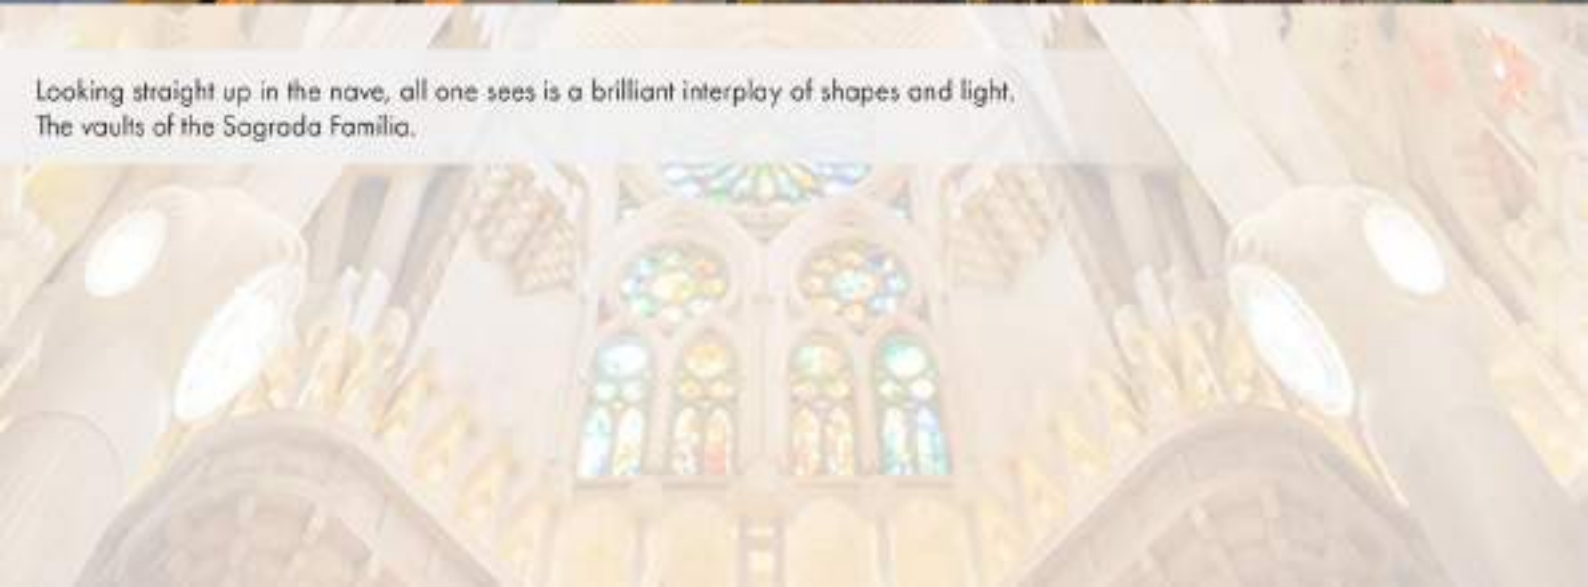 Looking straight up in the nave, all one sees is a brilliant interplay of shapes and light.
The vaults of the Sagrada Família.